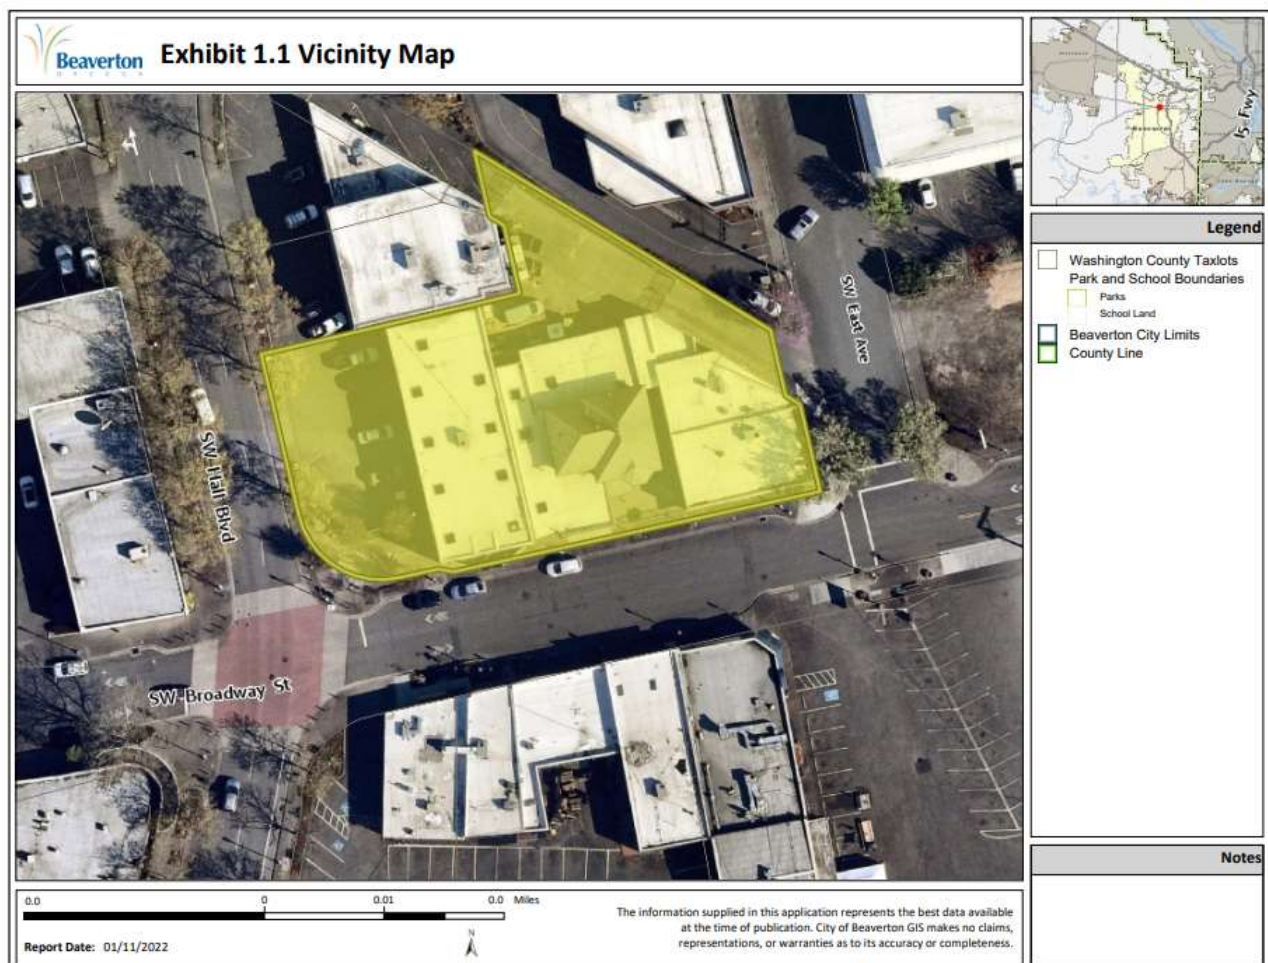 Beaverton
OREGON
Exhibit 1.1 Vicinity Map
I5 Fwy
SW Hall Blvd
SW East Ave
SW Broadway St
Legend
Washington County Taxlots
Park and School Boundaries
Parks
School Land
Beaverton City Limits
County Line
Notes
0.0
0
0.01
0.0 Miles
Report Date: 01/11/2022
N
The information supplied in this application represents the best data available
at the time of publication. City of Beaverton GIS makes no claims,
representations, or warranties as to its accuracy or completeness.